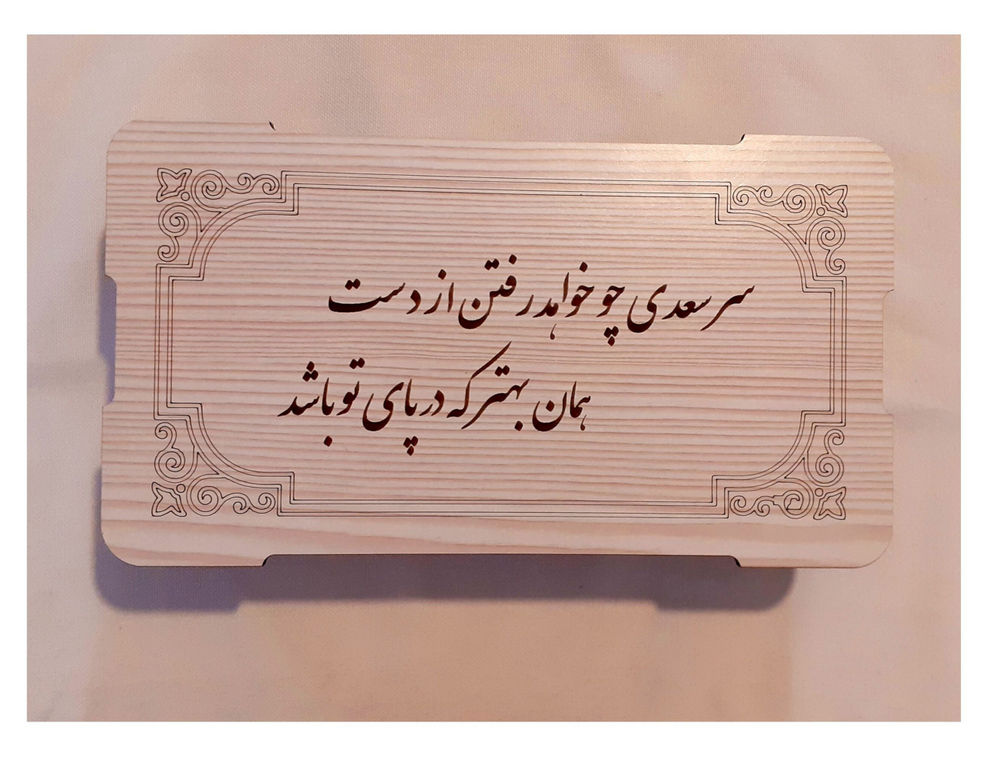 سر سعدی چو خواهد رفتن از دست
همان بهتر که در پای تو باشد